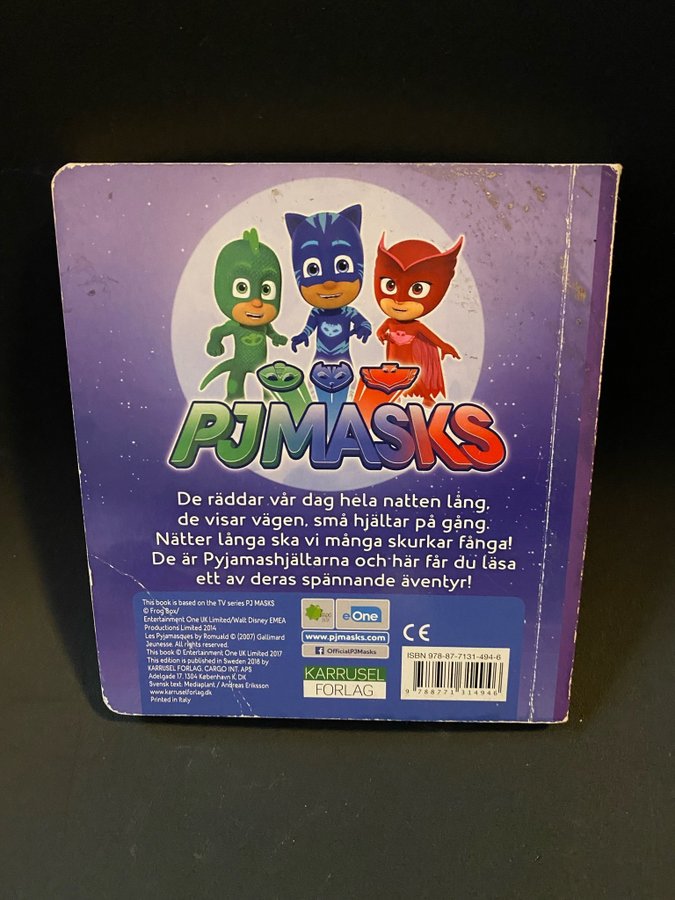 PJMASKS
De räddar vår dag hela natten lång,
de visar vägen, små hjältar på gång.
Nätter långa ska vi många skurkar fånga!
De är Pyjamashjältarna och här får du läsa
ett av deras spännande äventyr!
This book is based on the TV series PJ MASKS
© Frog Box/
Entertainment One UK Limited/Walt Disney EMEA
Productions Limited 2014
Les Pyjamasques by Romuald © (2007) Gallimard
Jeunesse. All rights reserved.
This book © Entertainment One UK Limited 2017
This edition is published in Sweden 2018 by
KARRUSEL FORLAG, CARGO INT. APS
Adelgade 17, 1304 København K, DK
Svensk text: Mediaplant / Andreas Eriksson
www.karruselforlag.dk
Printed in Italy
eOne
www.pjmasks.com
OfficialPJMasks
KARRUSEL
FORLAG
CE
ISBN 978-87-7131-494-6
9 788771 314946